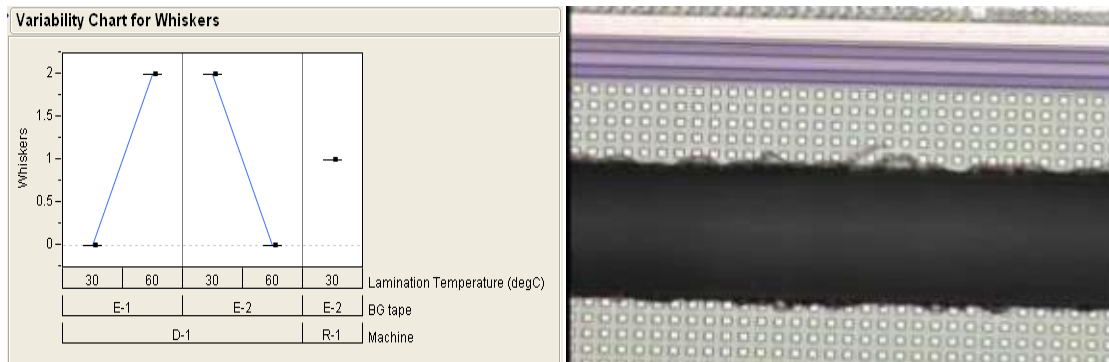 Variability Chart for Whiskers
Whiskers
2
1.5
1
0.5
0
30 60 30 60 30 Lamination Temperature (degC)
E-1 E-2 E-2 BG tape
D-1 R-1 Machine